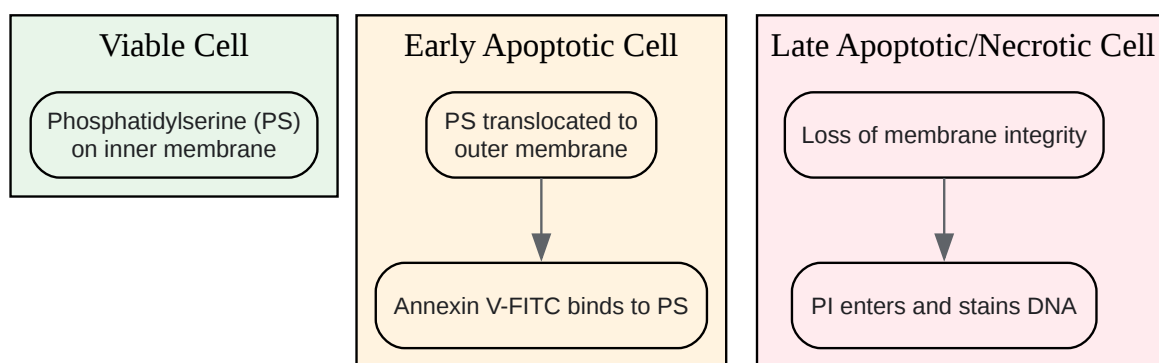 Viable Cell
Phosphatidylserine (PS)
on inner membrane
Early Apoptotic Cell
PS translocated to
outer membrane
Annexin V-FITC binds to PS
Late Apoptotic/Necrotic Cell
Loss of membrane integrity
PI enters and stains DNA